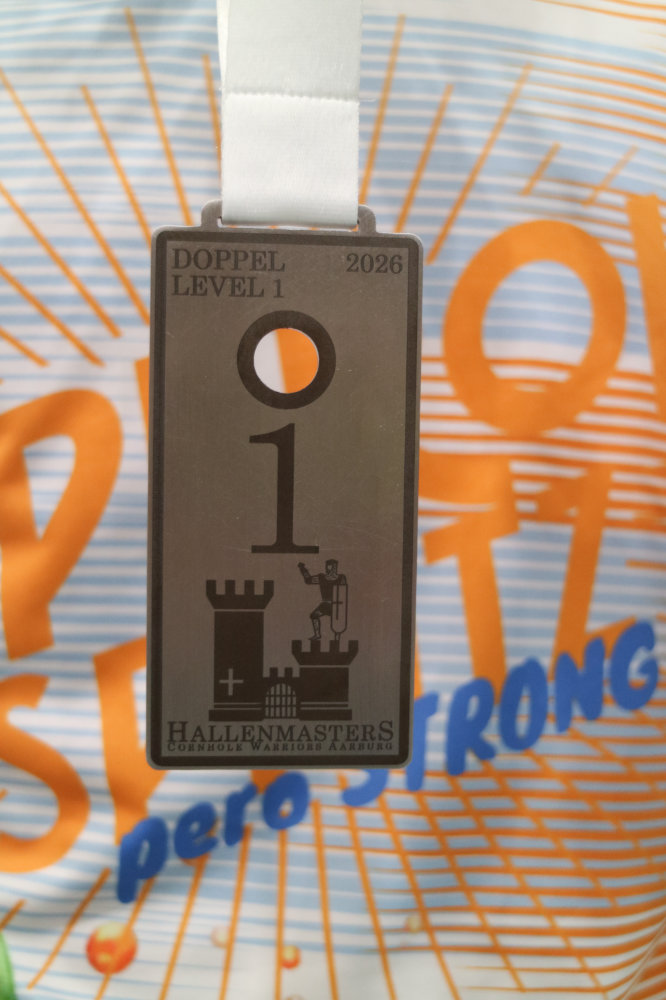 DOPPEL 2026
LEVEL 1
1
HALLENMASTERS
CORNHOLE WARRIORS AARBURG
pero STRONG